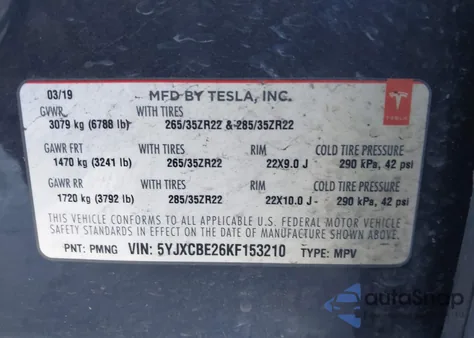 03/19 MFD BY TESLA, INC.
GVWR WITH TIRES
3079 kg (6788 lb) 265/35ZR22 & 285/35ZR22
TESLA
GAWR FRT WITH TIRES RIM COLD TIRE PRESSURE
1470 kg (3241 lb) 265/35ZR22 22X9.0 J 290 kPa, 42 psi
GAWR RR WITH TIRES RIM COLD TIRE PRESSURE
1720 kg (3792 lb) 285/35ZR22 22X10.0 J 290 kPa, 42 psi
THIS VEHICLE CONFORMS TO ALL APPLICABLE U.S. FEDERAL MOTOR VEHICLE
SAFETY STANDARDS IN EFFECT ON THE DATE OF MANUFACTURE SHOWN ABOVE.
PNT: PMNG VIN: 5YJXCBE26KF153210 TYPE: MPV
autoSnap